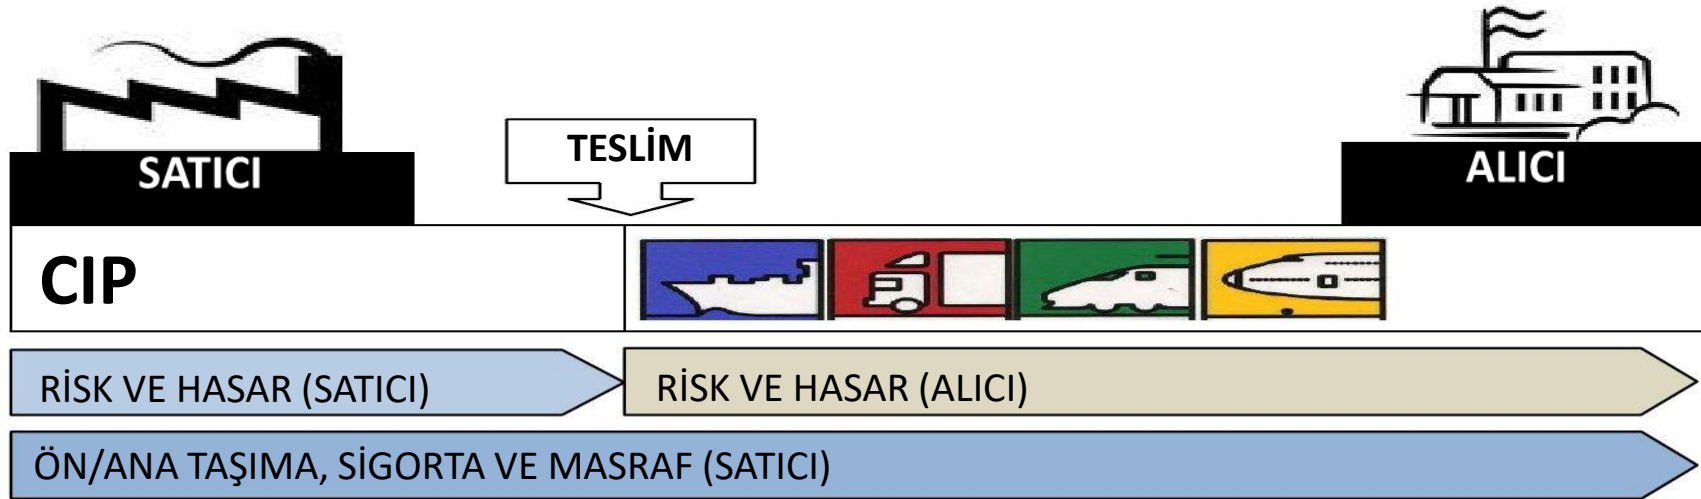 SATICI
TESLİM
ALICI
CIP
RİSK VE HASAR (SATICI)
RİSK VE HASAR (ALICI)
ÖN/ANA TAŞIMA, SİGORTA VE MASRAF (SATICI)